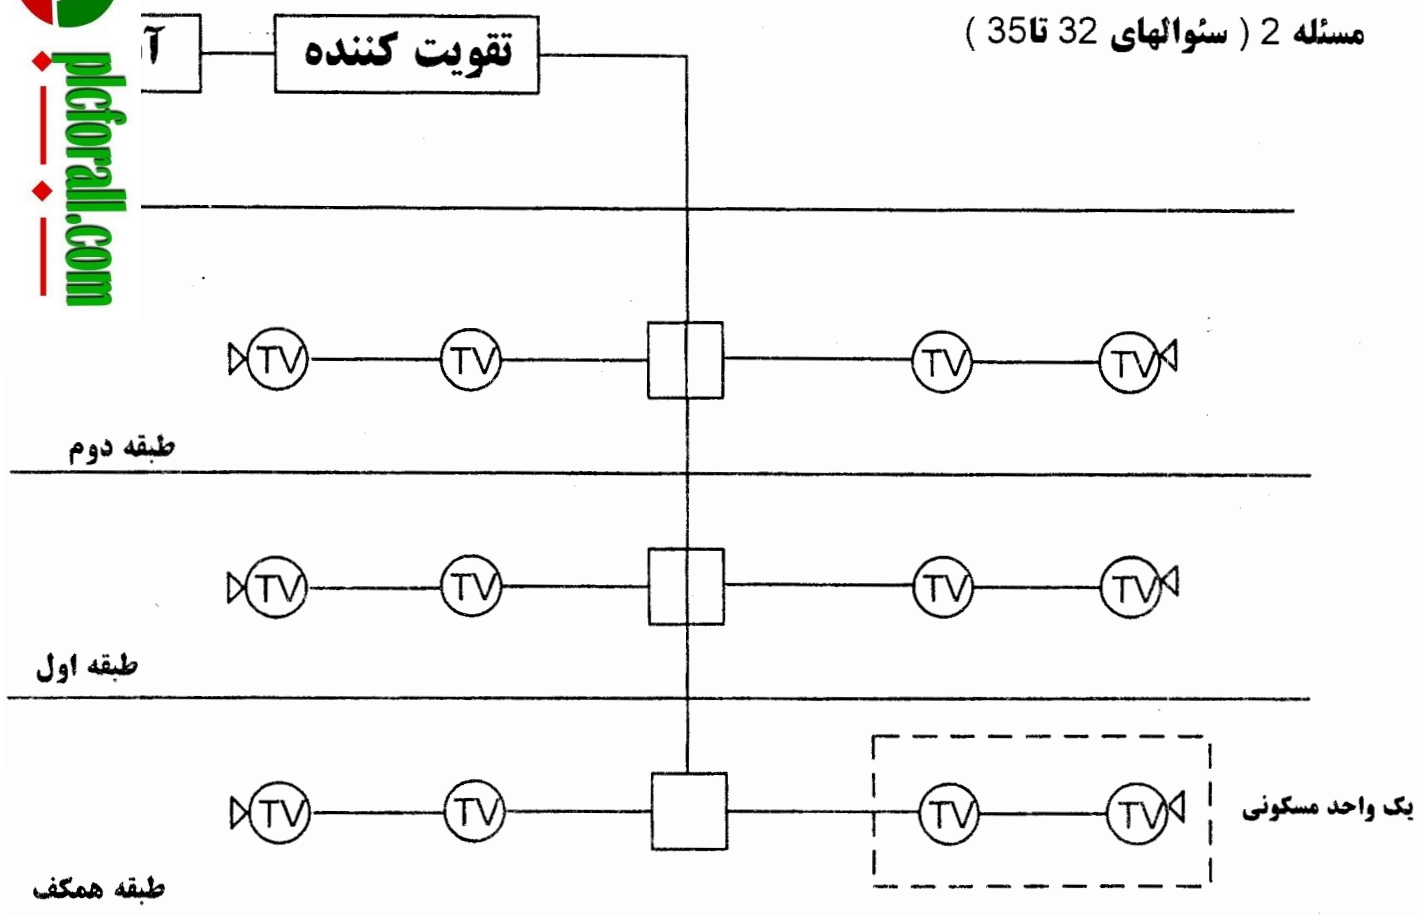 مسئله 2 ( سئوالهای 32 تا35 )
تقویت کننده
plcforall.com
TV TV TV TV
طبقه دوم
TV TV TV TV
طبقه اول
TV TV TV TV
یک واحد مسکونی
طبقه همکف